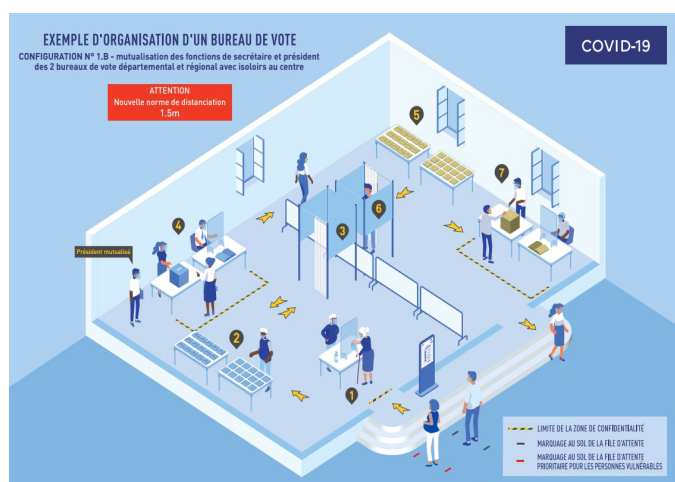 EXEMPLE D'ORGANISATION D'UN BUREAU DE VOTE
CONFIGURATION N° 1.B - mutualisation des fonctions de secrétaire et président
des 2 bureaux de vote départemental et régional avec isoloirs au centre
COVID-19
ATTENTION
Nouvelle norme de distanciation
1.5m
5
7
4
6
3
Président mutualisé
2
1
LIMITE DE LA ZONE DE CONFIDENTIALITÉ
MARQUAGE AU SOL DE LA FILE D'ATTENTE
MARQUAGE AU SOL DE LA FILE D'ATTENTE
PRIORITAIRE POUR LES PERSONNES VULNÉRABLES